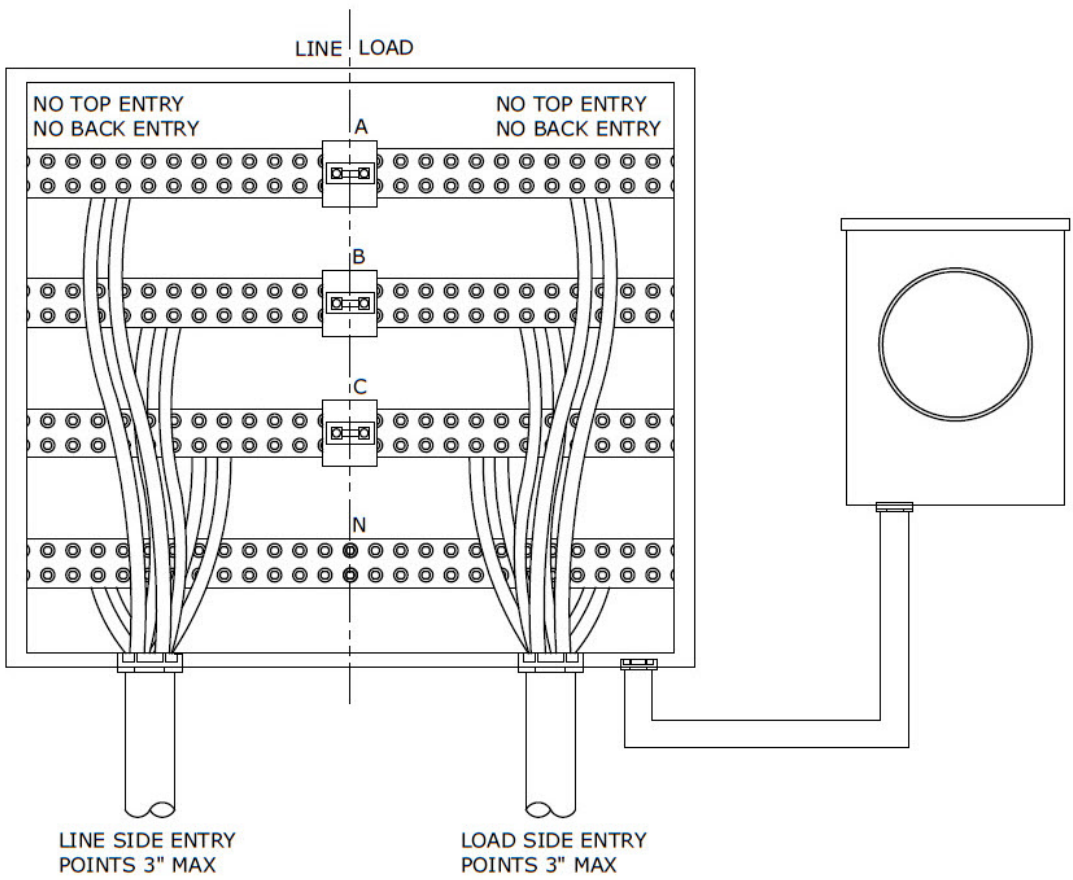 LINE LOAD
NO TOP ENTRY
NO BACK ENTRY
NO TOP ENTRY
NO BACK ENTRY
A
B
C
N
LINE SIDE ENTRY
POINTS 3" MAX
LOAD SIDE ENTRY
POINTS 3" MAX